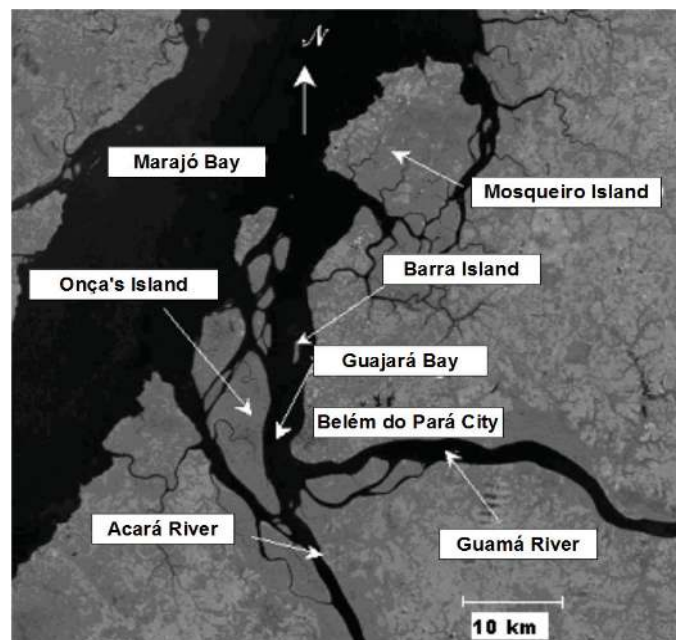 N
Marajó Bay
Mosqueiro Island
Barra Island
Onça's Island
Guajará Bay
Belém do Pará City
Acará River
Guamá River
10 km